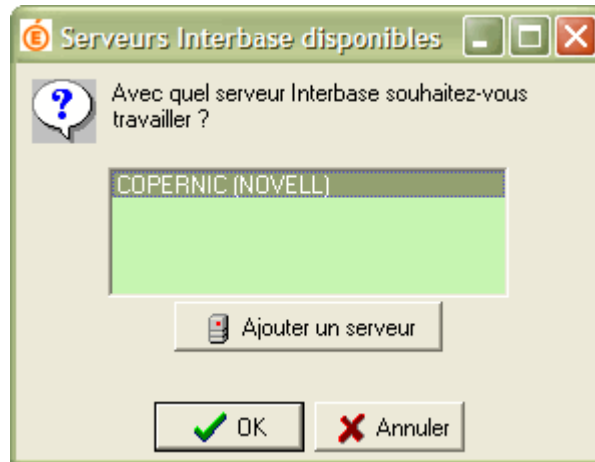 Serveurs Interbase disponibles
Avec quel serveur Interbase souhaitez-vous
travailler ?
COPERNIC (NOVELL)
Ajouter un serveur
OK
Annuler